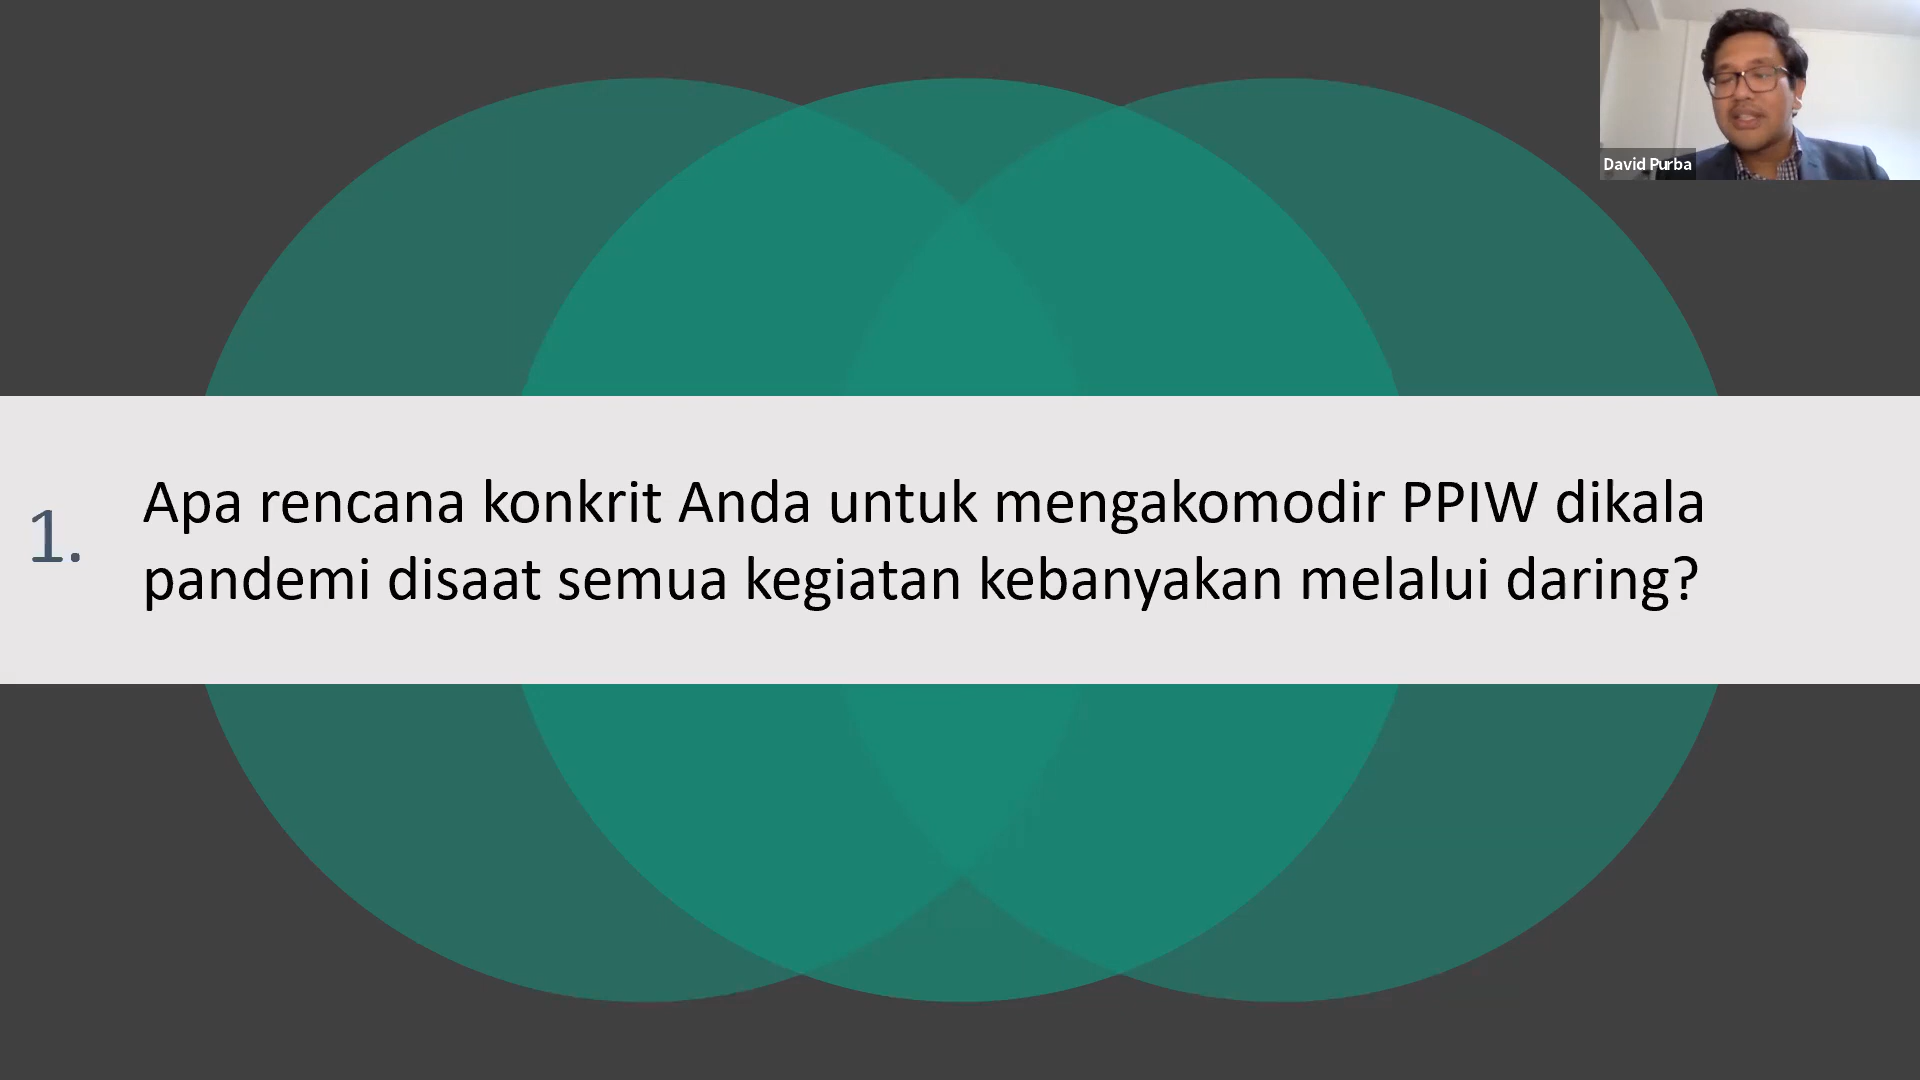 David Purba
1. Apa rencana konkrit Anda untuk mengakomodir PPIW dikala
pandemi disaat semua kegiatan kebanyakan melalui daring?